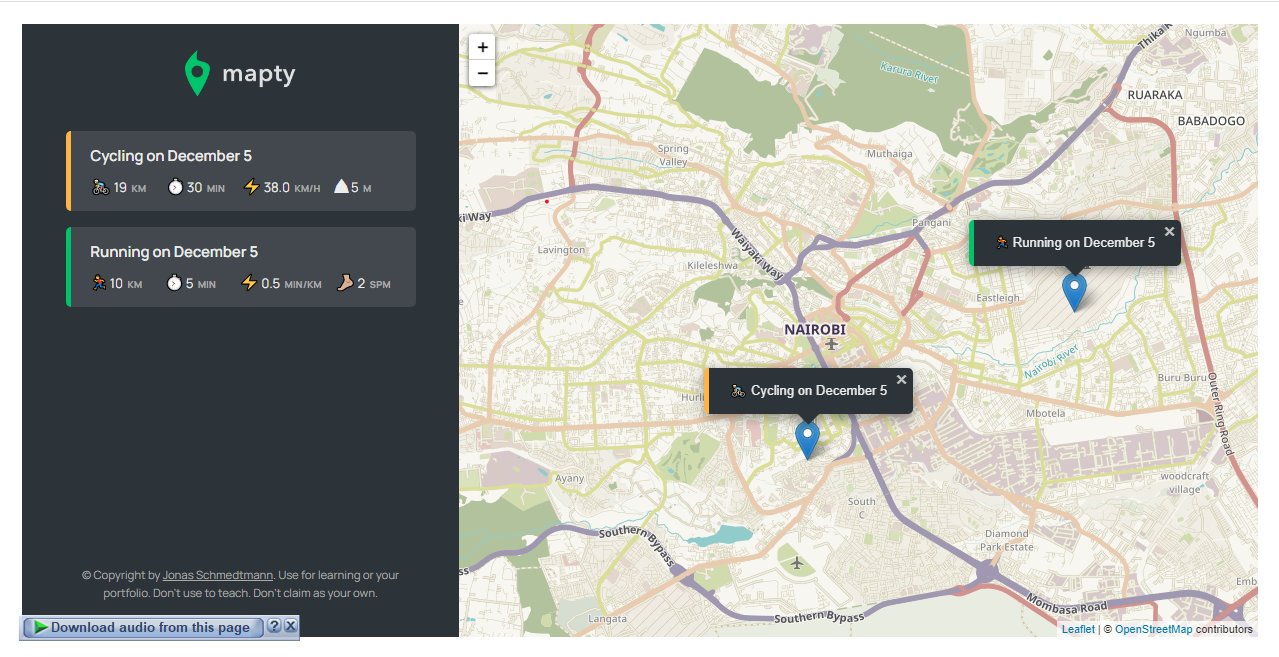 mapty
Cycling on December 5
19 KM 30 MIN 38.0 KM/H 5 M
Running on December 5
10 KM 5 MIN 0.5 MIN/KM 2 SPM
© Copyright by Jonas Schmedtmann. Use for learning or your
portfolio. Don't use to teach. Don't claim as your own.
Download audio from this page ? X
+
−
Ngumba
Thika
Karura River
RUARAKA
BABADOGO
Spring
Valley
Muthaiga
ki Way
Pangani
Waiyaki Way
Lavington
Kileleshwa
Running on December 5 ×
Eastleigh
NAIROBI
Nairobi River
Cycling on December 5 ×
Hurli
Buru Buru
Outer Ring Road
Mbotela
Ayany
woodcraft
village
South
C
Southern Bypass
Diamond
Park Estate
ss
Emb
Mombasa Road
Langata
Southern Bypass
Leaflet | © OpenStreetMap contributors